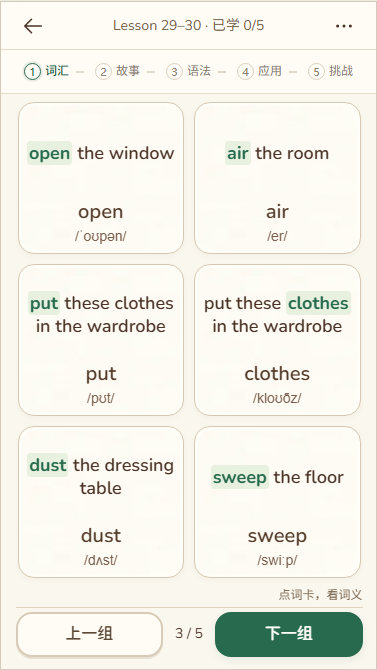 Lesson 29–30 · 已学 0/5
1 词汇 – 2 故事 – 3 语法 – 4 应用 – 5 挑战
open the window
open
/ˈoʊpən/
air the room
air
/er/
put these clothes
in the wardrobe
put
/pʊt/
put these clothes
in the wardrobe
clothes
/kloʊðz/
dust the dressing
table
dust
/dʌst/
sweep the floor
sweep
/swiːp/
点词卡，看词义
上一组
3 / 5
下一组